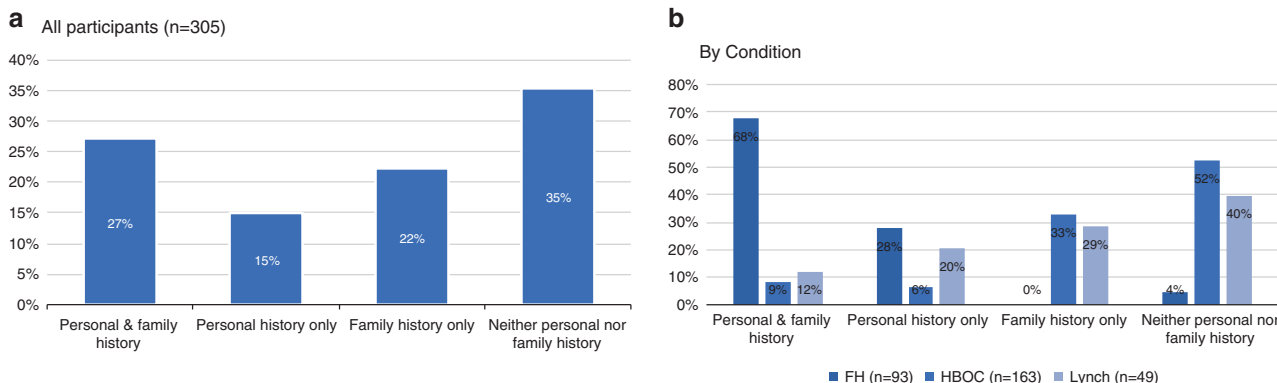 a
All participants (n=305)
40%
35%
30%
25%
20%
15%
10%
5%
0%
27%
15%
22%
35%
Personal & family
history
Personal history only
Family history only
Neither personal nor
family history
b
By Condition
80%
70%
60%
50%
40%
30%
20%
10%
0%
68%
9%
12%
28%
6%
20%
0%
33%
29%
4%
52%
40%
Personal & family
history
Personal history only
Family history only
Neither personal nor
family history
FH (n=93) HBOC (n=163) Lynch (n=49)